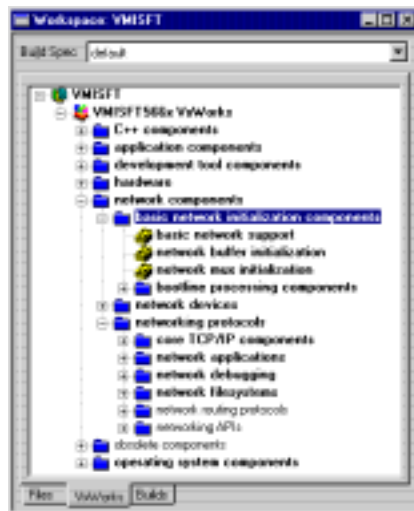 Workspace: VMISFT
Build Spec: default
VMISFT
VMISFT566x VxWorks
C++ components
application components
development tool components
hardware
network components
basic network initialization components
basic network support
network buffer initialization
network mux initialization
bootline processing components
network devices
networking protocols
core TCP/IP components
network applications
network debugging
network filesystems
network routing protocols
networking APIs
obsolete components
operating system components
Files VxWorks Builds